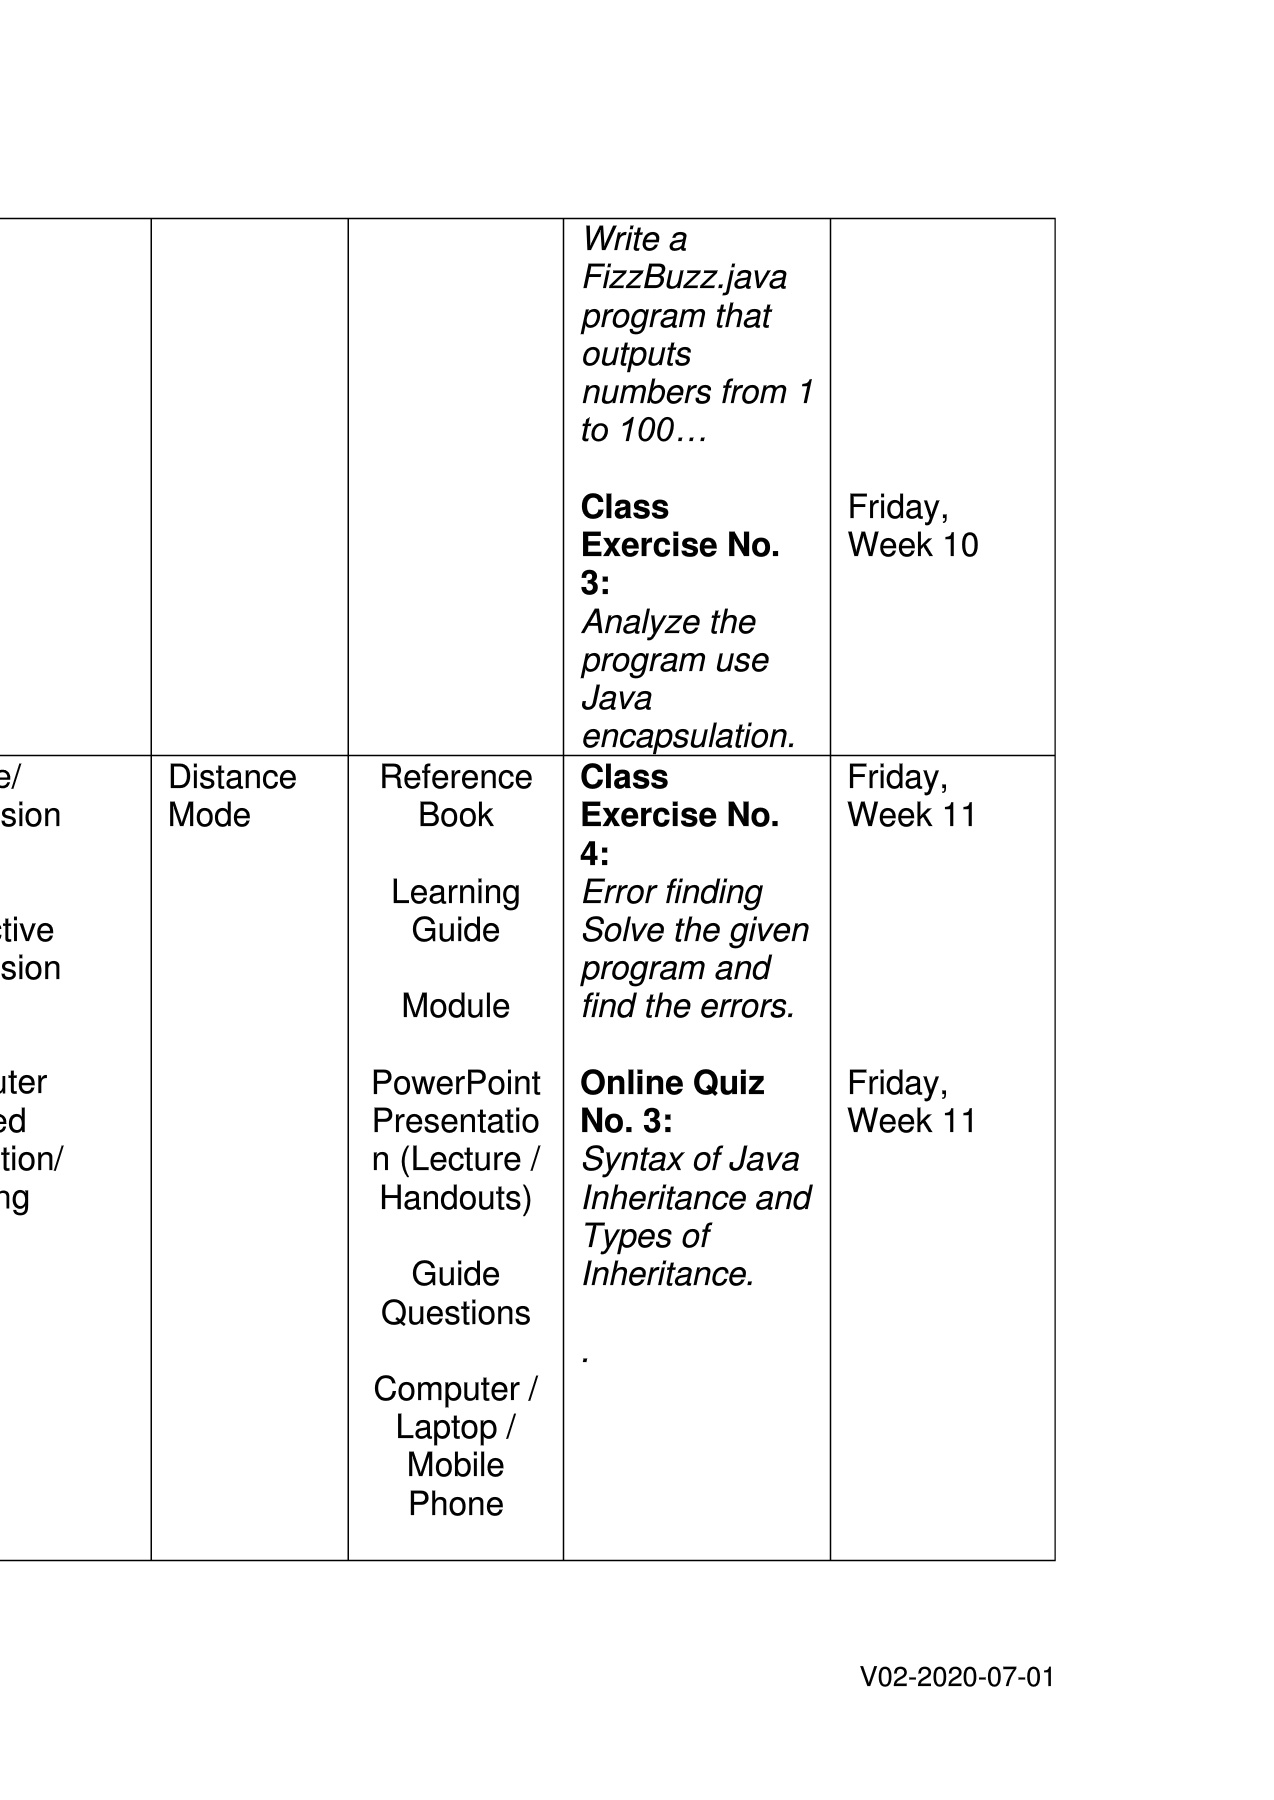 Write a
FizzBuzz.java
program that
outputs
numbers from 1
to 100…
Class
Exercise No.
3:
Analyze the
program use
Java
encapsulation.
Friday,
Week 10
e/
sion
ctive
sion
uter
ed
tion/
ng
Distance
Mode
Reference
Book
Learning
Guide
Module
PowerPoint
Presentatio
n (Lecture /
Handouts)
Guide
Questions
Computer /
Laptop /
Mobile
Phone
Class
Exercise No.
4:
Error finding
Solve the given
program and
find the errors.
Online Quiz
No. 3:
Syntax of Java
Inheritance and
Types of
Inheritance.
.
Friday,
Week 11
Friday,
Week 11
V02-2020-07-01